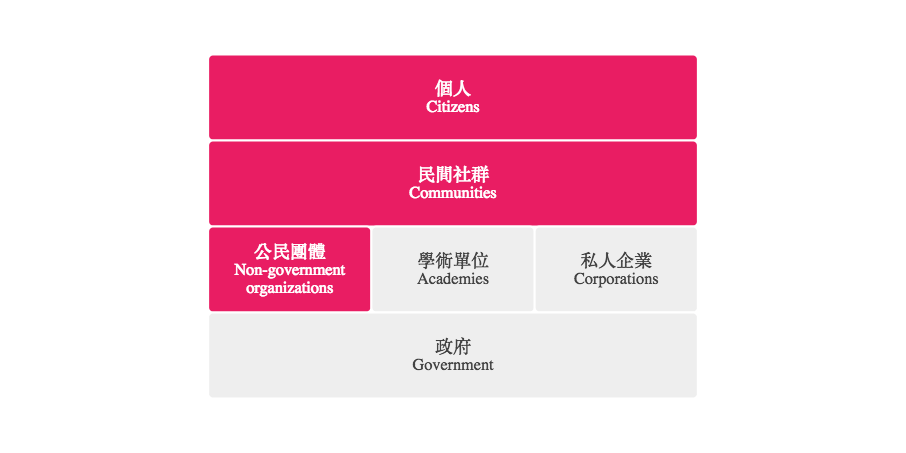 個人
Citizens
民間社群
Communities
公民團體
Non-government
organizations
學術單位
Academies
私人企業
Corporations
政府
Government